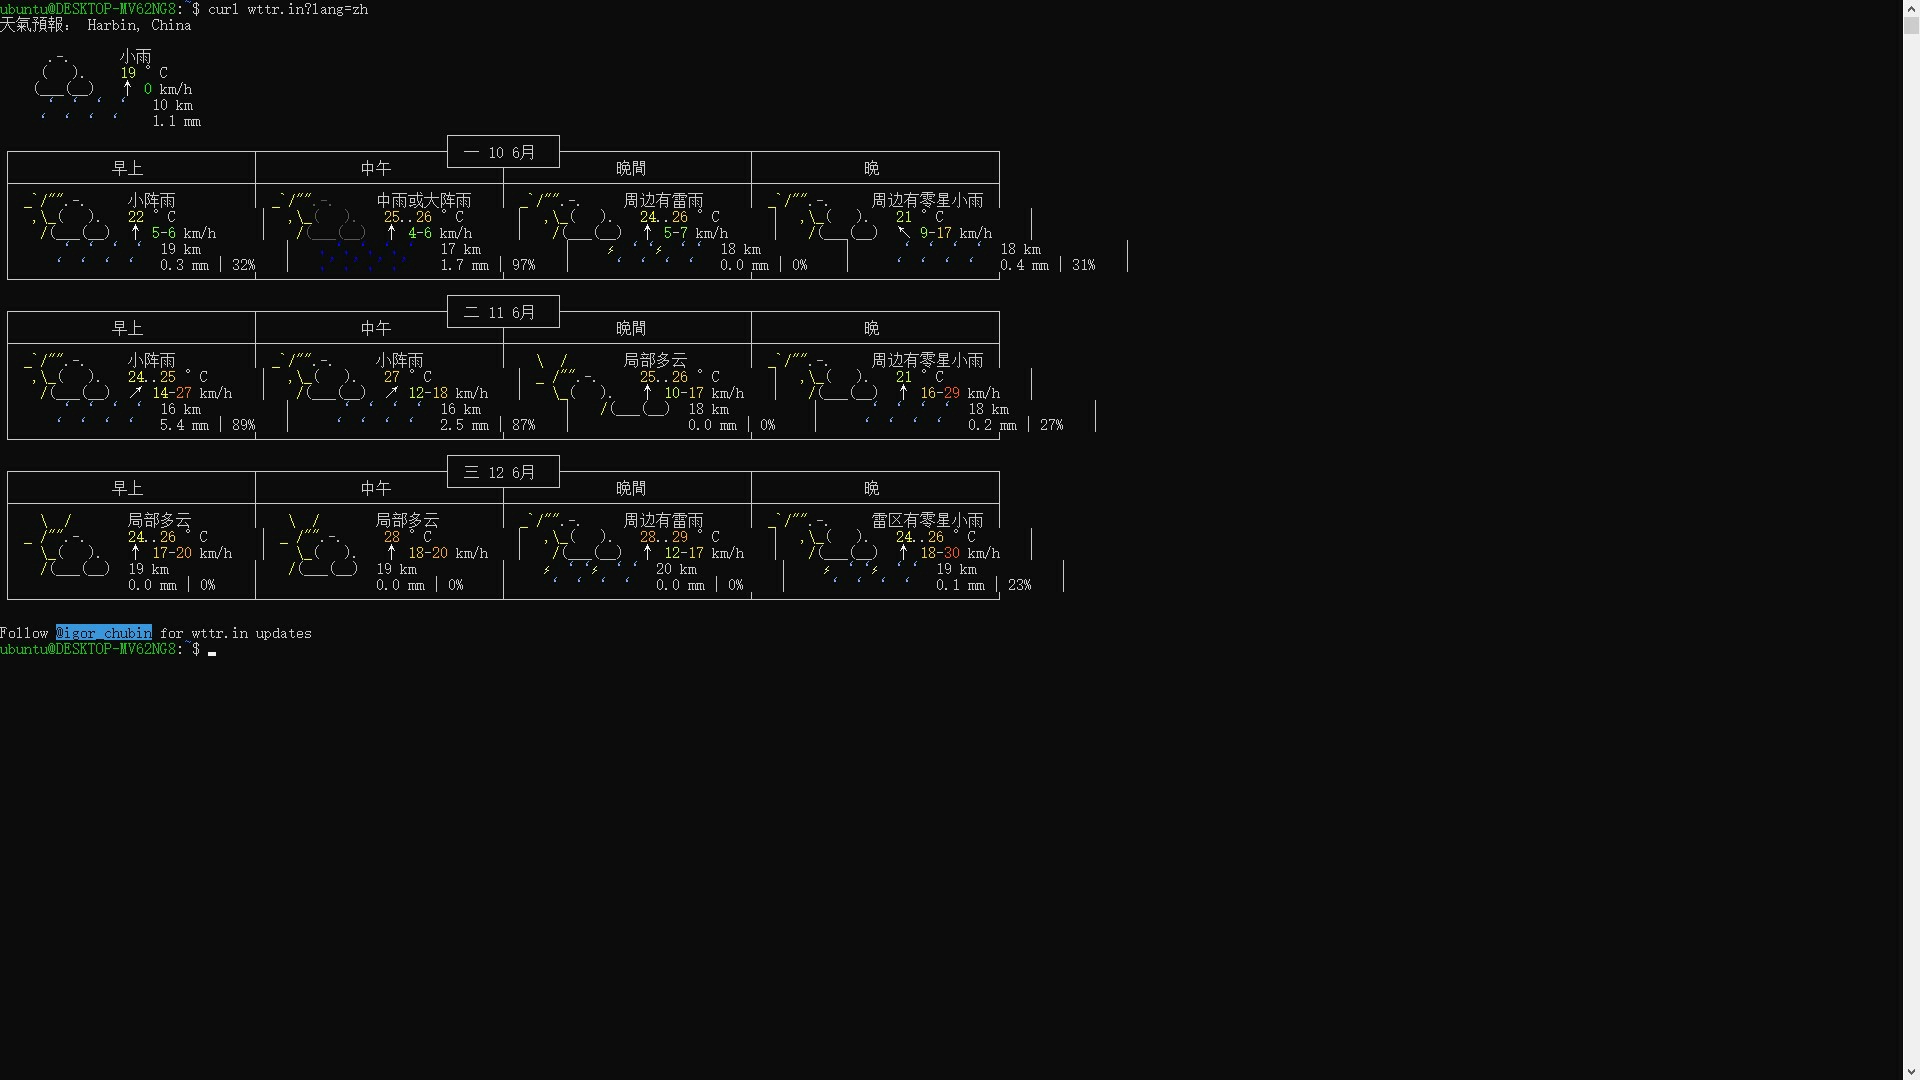 ubuntu@DESKTOP-MV62NG8:~$ curl wttr.in?lang=zh
天氣預報： Harbin, China
小雨
19 °C
↑ 0 km/h
10 km
1.1 mm
一 10 6月
早上 中午 晚間 晚
小阵雨 中雨或大阵雨 周边有雷雨 周边有零星小雨
22 °C 25..26 °C 24..26 °C 21 °C
↑ 5-6 km/h ↑ 4-6 km/h ↑ 5-7 km/h ↖ 9-17 km/h
19 km 17 km 18 km 18 km
0.3 mm | 32% 1.7 mm | 97% 0.0 mm | 0% 0.4 mm | 31%
二 11 6月
早上 中午 晚間 晚
小阵雨 小阵雨 局部多云 周边有零星小雨
24..25 °C 27 °C 25..26 °C 21 °C
↗ 14-27 km/h ↗ 12-18 km/h ↑ 10-17 km/h ↑ 16-29 km/h
16 km 16 km 18 km 18 km
5.4 mm | 89% 2.5 mm | 87% 0.0 mm | 0% 0.2 mm | 27%
三 12 6月
早上 中午 晚間 晚
局部多云 局部多云 周边有雷雨 雷区有零星小雨
24..26 °C 28 °C 28..29 °C 24..26 °C
↑ 17-20 km/h ↑ 18-20 km/h ↑ 12-17 km/h ↑ 18-30 km/h
19 km 19 km 20 km 19 km
0.0 mm | 0% 0.0 mm | 0% 0.0 mm | 0% 0.1 mm | 23%
Follow @igor_chubin for wttr.in updates
ubuntu@DESKTOP-MV62NG8:~$